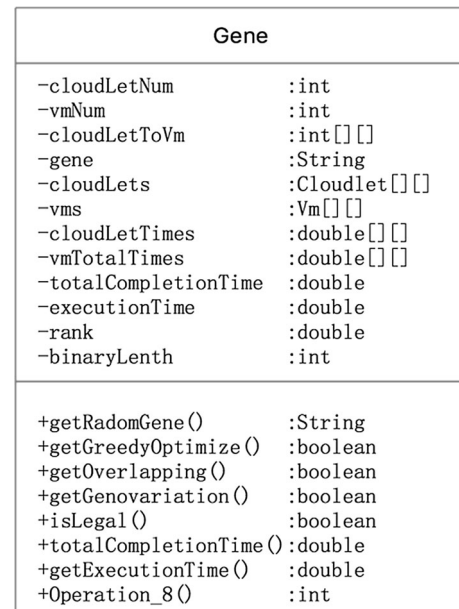 Gene
-cloudLetNum :int
-vmNum :int
-cloudLetToVm :int[][]
-gene :String
-cloudLets :Cloudlet[][]
-vms :Vm[][]
-cloudLetTimes :double[][]
-vmTotalTimes :double[][]
-totalCompletionTime :double
-executionTime :double
-rank :double
-binaryLenth :int
+getRadomGene() :String
+getGreedyOptimize() :boolean
+getOverlapping() :boolean
+getGenovariation() :boolean
+isLegal() :boolean
+totalCompletionTime():double
+getExecutionTime() :double
+Operation_8() :int